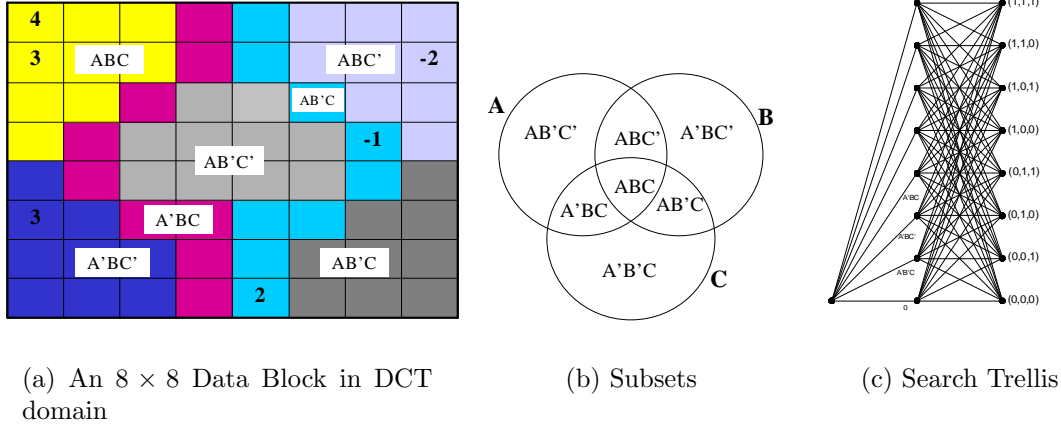 4
3 ABC ABC' -2
AB'C
-1
AB'C'
3 A'BC
A'BC' AB'C
2
(a) An 8 × 8 Data Block in DCT
domain
A B
AB'C' ABC' A'BC'
ABC
A'BC AB'C
A'B'C
C
(b) Subsets
(1,1,1)
(1,1,0)
(1,0,1)
(1,0,0)
(0,1,1)
A'BC
(0,1,0)
A'BC'
(0,0,1)
A'B'C
(0,0,0)
0
(c) Search Trellis